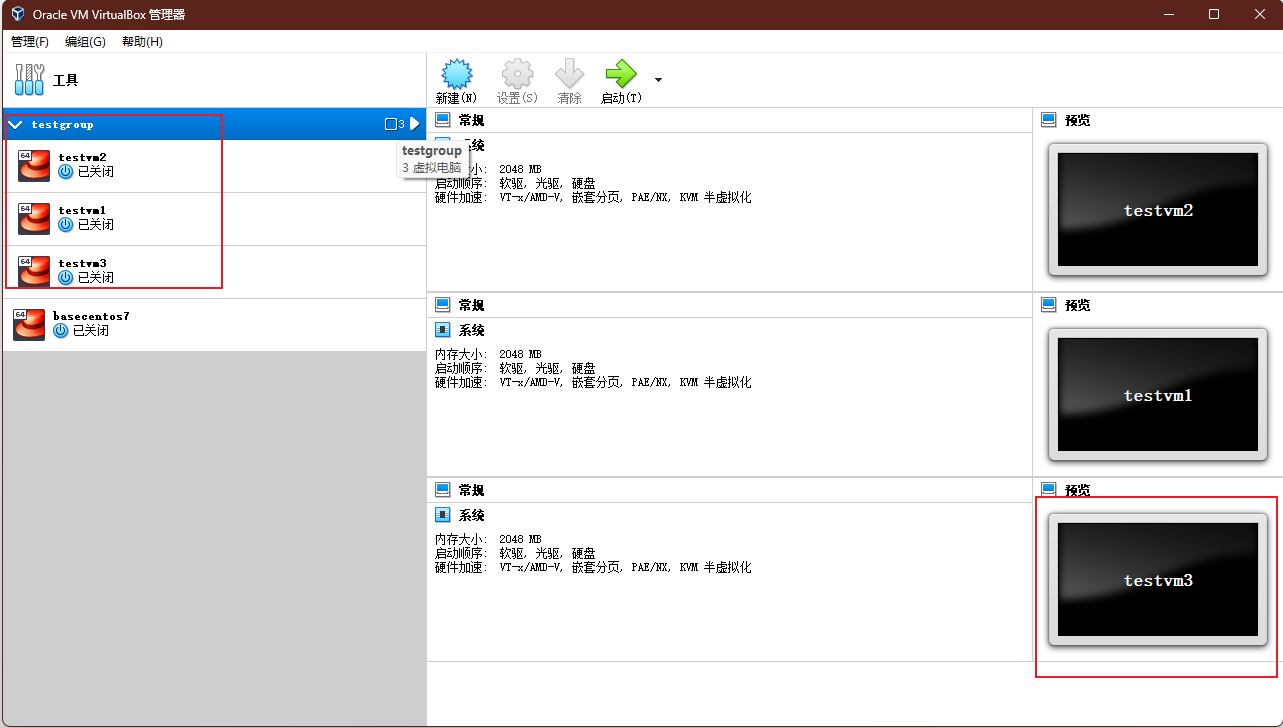 Oracle VM VirtualBox 管理器
管理(F) 编组(G) 帮助(H)
工具
新建(N) 设置(S) 清除 启动(T)
testgroup 3
testgroup
3 虚拟电脑
64 testvm2
已关闭
64 testvm1
已关闭
64 testvm3
已关闭
64 basecentos7
已关闭
常规
系统
2048 MB
启动顺序: 软驱, 光驱, 硬盘
硬件加速: VT-x/AMD-V, 嵌套分页, PAE/NX, KVM 半虚拟化
预览
testvm2
常规
系统
内存大小: 2048 MB
启动顺序: 软驱, 光驱, 硬盘
硬件加速: VT-x/AMD-V, 嵌套分页, PAE/NX, KVM 半虚拟化
预览
testvm1
常规
系统
内存大小: 2048 MB
启动顺序: 软驱, 光驱, 硬盘
硬件加速: VT-x/AMD-V, 嵌套分页, PAE/NX, KVM 半虚拟化
预览
testvm3